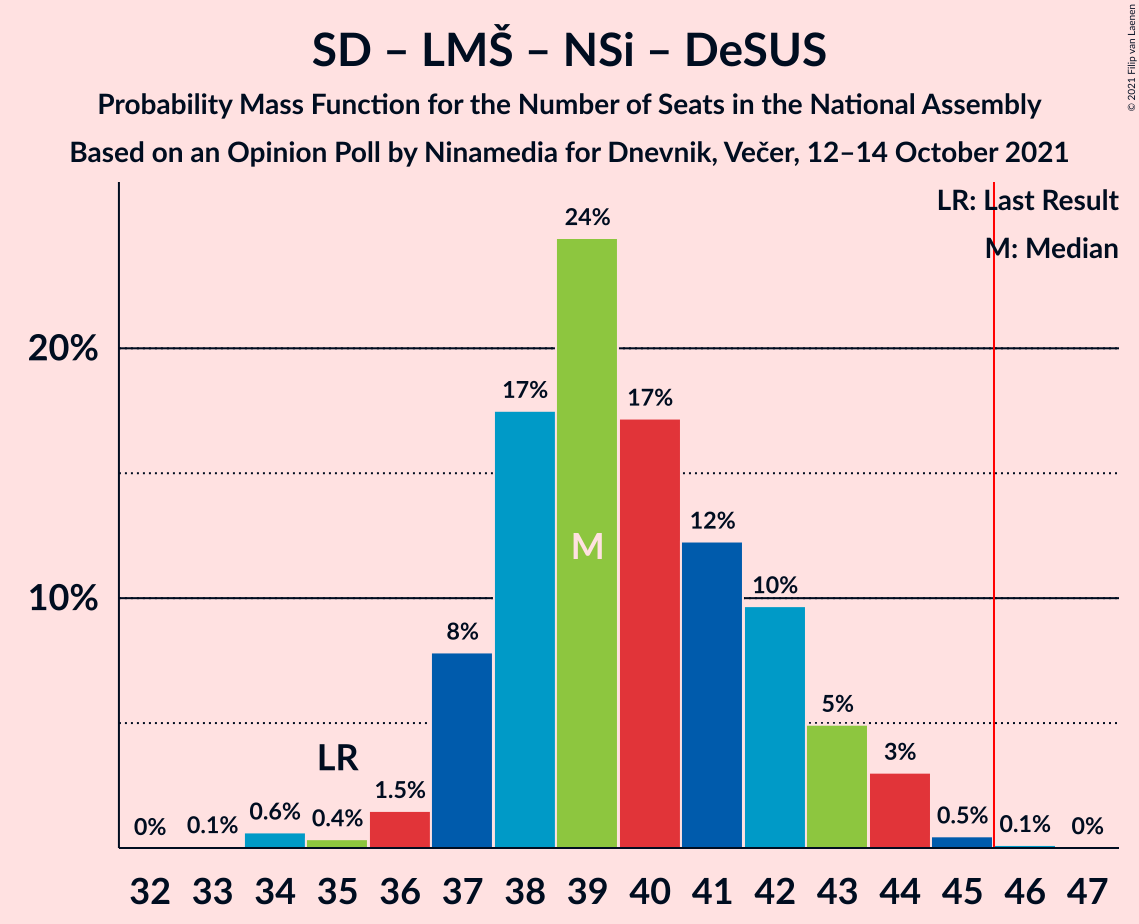 SD – LMŠ – NSi – DeSUS
Probability Mass Function for the Number of Seats in the National Assembly
Based on an Opinion Poll by Ninamedia for Dnevnik, Večer, 12–14 October 2021
© 2021 Filip van Laenen
LR: Last Result
M: Median
20%
10%
0% 0.1% 0.6% 0.4% 1.5% 8% 17% 24% 17% 12% 10% 5% 3% 0.5% 0.1% 0%
LR
M
32 33 34 35 36 37 38 39 40 41 42 43 44 45 46 47